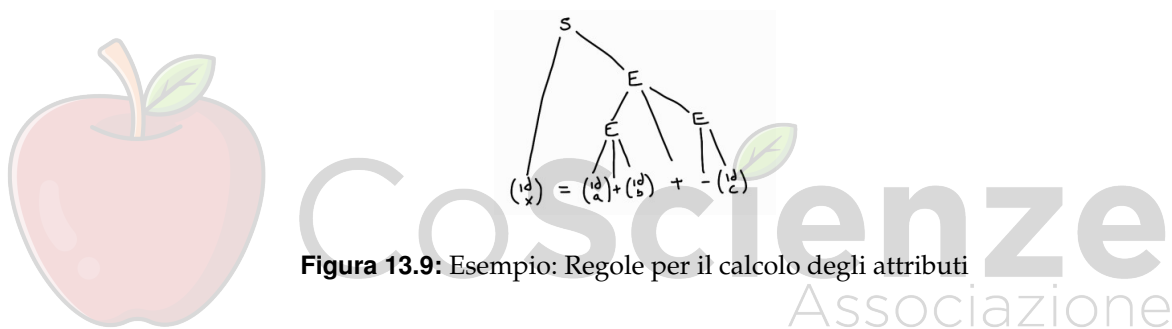 S
E
E E
(id x) = (id a) + (id b) + - (id c)
CoScienze
Associazione
Figura 13.9: Esempio: Regole per il calcolo degli attributi